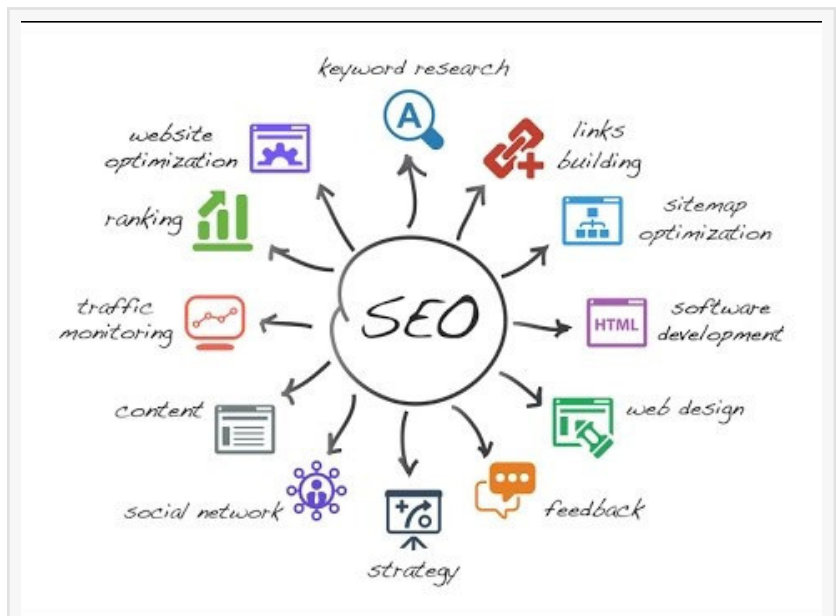 keyword research
A
links
building
sitemap
optimization
HTML
software
development
web design
feedback
strategy
social network
content
traffic
monitoring
ranking
website
optimization
SEO